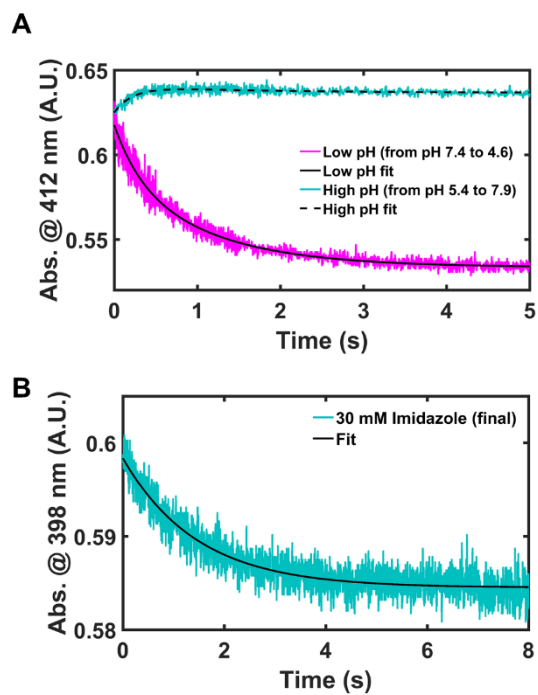 A
Abs. @ 412 nm (A.U.)
0.65
0.6
0.55
Low pH (from pH 7.4 to 4.6)
Low pH fit
High pH (from pH 5.4 to 7.9)
High pH fit
0 1 2 3 4 5
Time (s)
B
Abs. @ 398 nm (A.U.)
0.6
0.59
0.58
30 mM Imidazole (final)
Fit
0 2 4 6 8
Time (s)